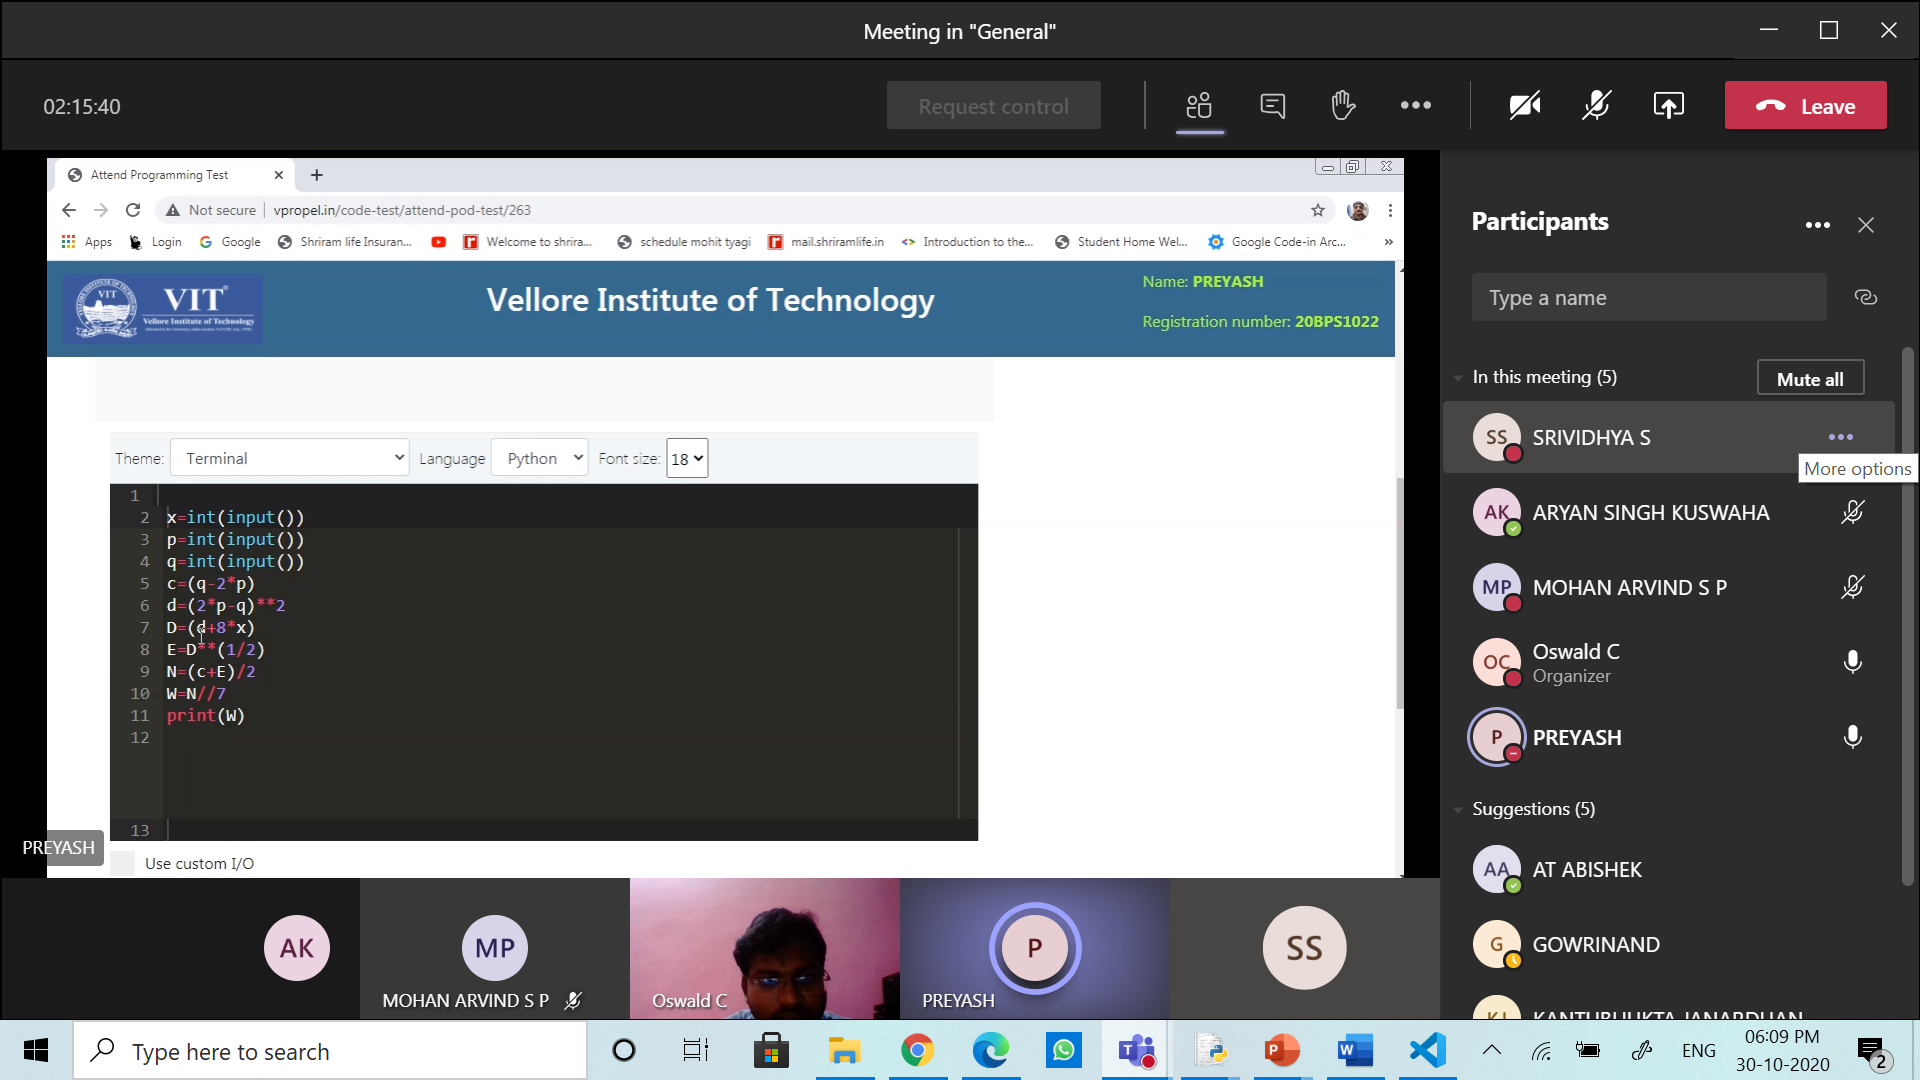 Meeting in "General"
02:15:40
Request control
Leave
Attend Programming Test
Not secure
vpropel.in/code-test/attend-pod-test/263
Apps
Login
Google
Shriram life Insuran...
Welcome to shrira...
schedule mohit tyagi
mail.shriramlife.in
Introduction to the...
Student Home Wel...
Google Code-in Arc...
»
VIT
Vellore Institute of Technology
Vellore Institute of Technology
Name: PREYASH
Registration number: 20BPS1022
Theme: Terminal Language Python Font size: 18
1
2 x=int(input())
3 p=int(input())
4 q=int(input())
5 c=(q-2*p)
6 d=(2*p-q)**2
7 D=(d+8*x)
8 E=D**(1/2)
9 N=(c+E)/2
10 W=N//7
11 print(W)
12
13
PREYASH
Use custom I/O
Participants
Type a name
In this meeting (5)
Mute all
SS SRIVIDHYA S
More options
AK ARYAN SINGH KUSWAHA
MP MOHAN ARVIND S P
OC Oswald C
Organizer
P PREYASH
Suggestions (5)
AA AT ABISHEK
G GOWRINAND
AK
MP
MOHAN ARVIND S P
Oswald C
P
PREYASH
SS
Type here to search
ENG
06:09 PM
30-10-2020
2